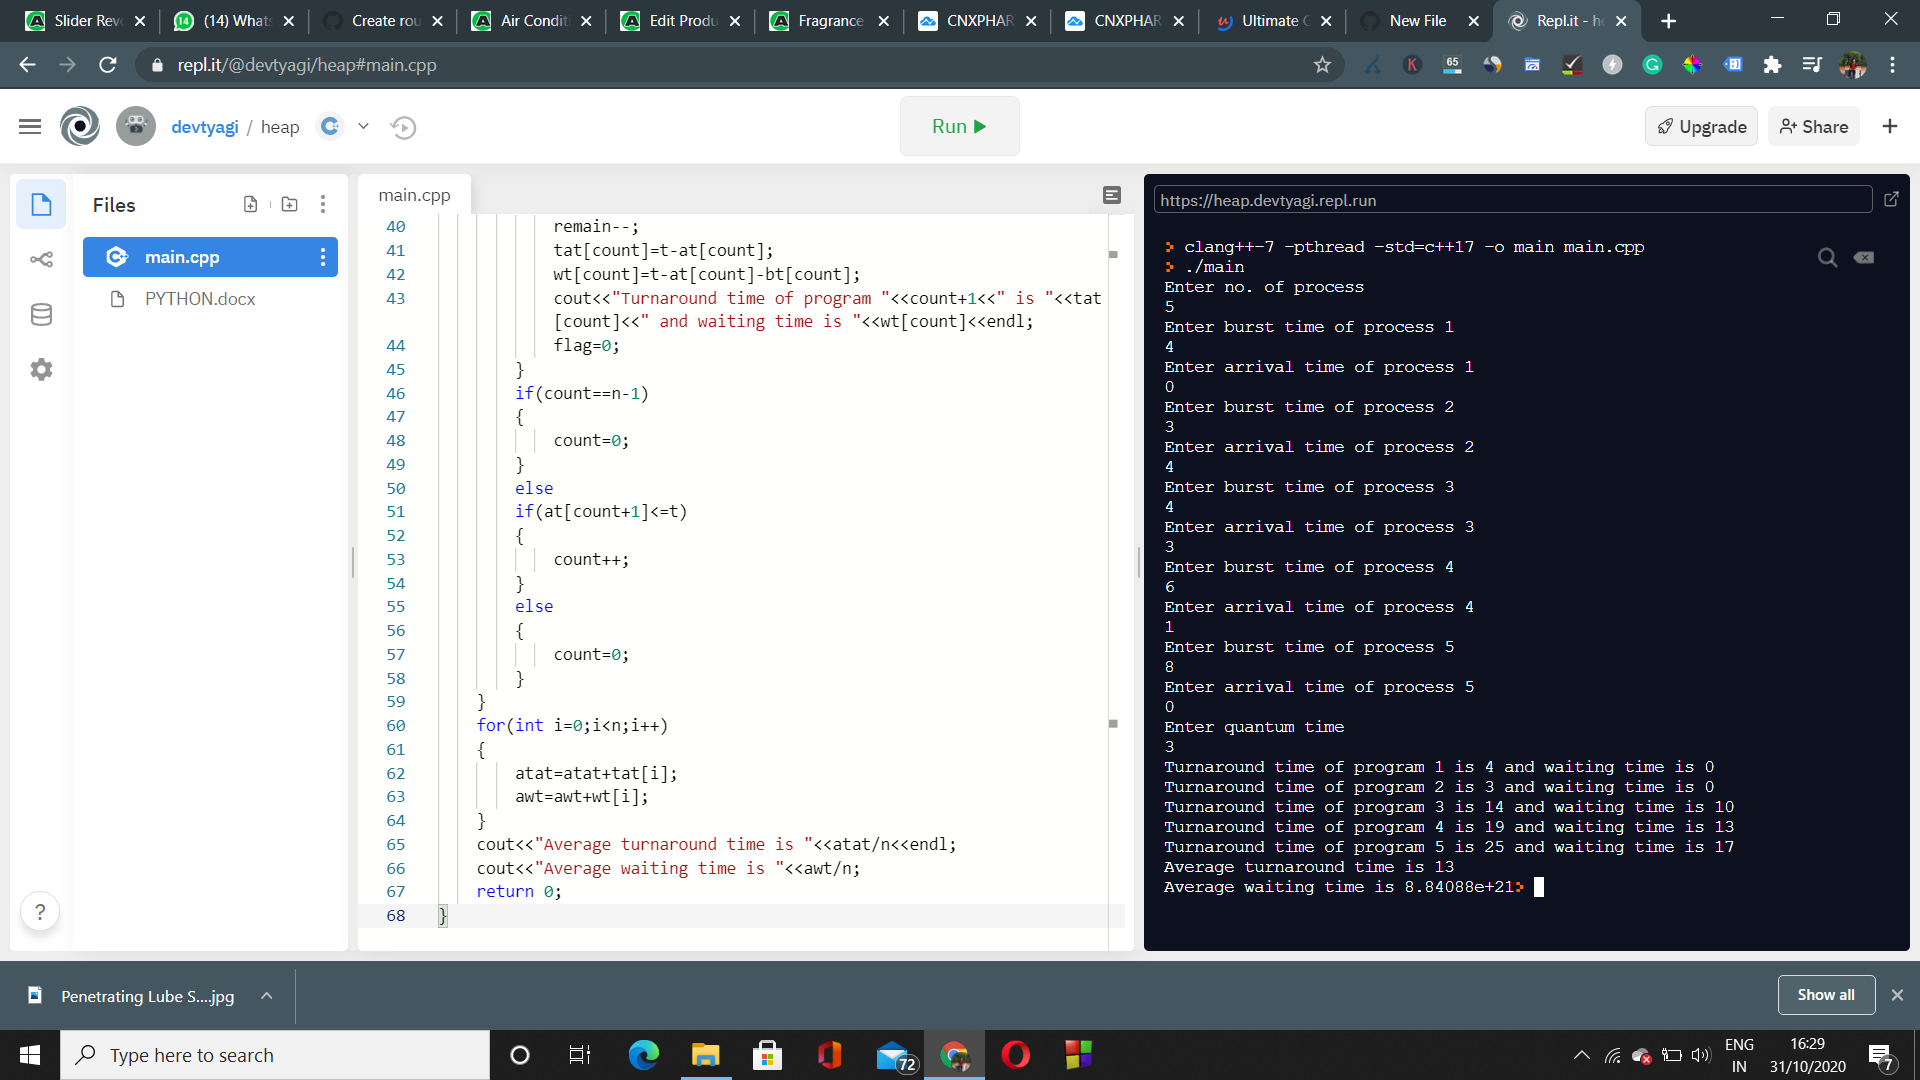 Slider Rev
(14) Whats
Create rou
Air Condit
Edit Produ
Fragrance
CNXPHAR
CNXPHAR
Ultimate G
New File
Repl.it - he
repl.it/@devtyagi/heap#main.cpp
65
devtyagi / heap
Run
Upgrade
Share
Files
main.cpp
PYTHON.docx
main.cpp
40 remain--;
41 tat[count]=t-at[count];
42 wt[count]=t-at[count]-bt[count];
43 cout<<"Turnaround time of program "<<count+1<<" is "<<tat
[count]<<" and waiting time is "<<wt[count]<<endl;
44 flag=0;
45 }
46 if(count==n-1)
47 {
48 count=0;
49 }
50 else
51 if(at[count+1]<=t)
52 {
53 count++;
54 }
55 else
56 {
57 count=0;
58 }
59 }
60 for(int i=0;i<n;i++)
61 {
62 atat=atat+tat[i];
63 awt=awt+wt[i];
64 }
65 cout<<"Average turnaround time is "<<atat/n<<endl;
66 cout<<"Average waiting time is "<<awt/n;
67 return 0;
68 }
https://heap.devtyagi.repl.run
> clang++-7 -pthread -std=c++17 -o main main.cpp
> ./main
Enter no. of process
5
Enter burst time of process 1
4
Enter arrival time of process 1
0
Enter burst time of process 2
3
Enter arrival time of process 2
4
Enter burst time of process 3
4
Enter arrival time of process 3
3
Enter burst time of process 4
6
Enter arrival time of process 4
1
Enter burst time of process 5
8
Enter arrival time of process 5
0
Enter quantum time
3
Turnaround time of program 1 is 4 and waiting time is 0
Turnaround time of program 2 is 3 and waiting time is 0
Turnaround time of program 3 is 14 and waiting time is 10
Turnaround time of program 4 is 19 and waiting time is 13
Turnaround time of program 5 is 25 and waiting time is 17
Average turnaround time is 13
Average waiting time is 8.84088e+21>
?
Penetrating Lube S....jpg
Show all
Type here to search
72
ENG
IN
16:29
31/10/2020
7